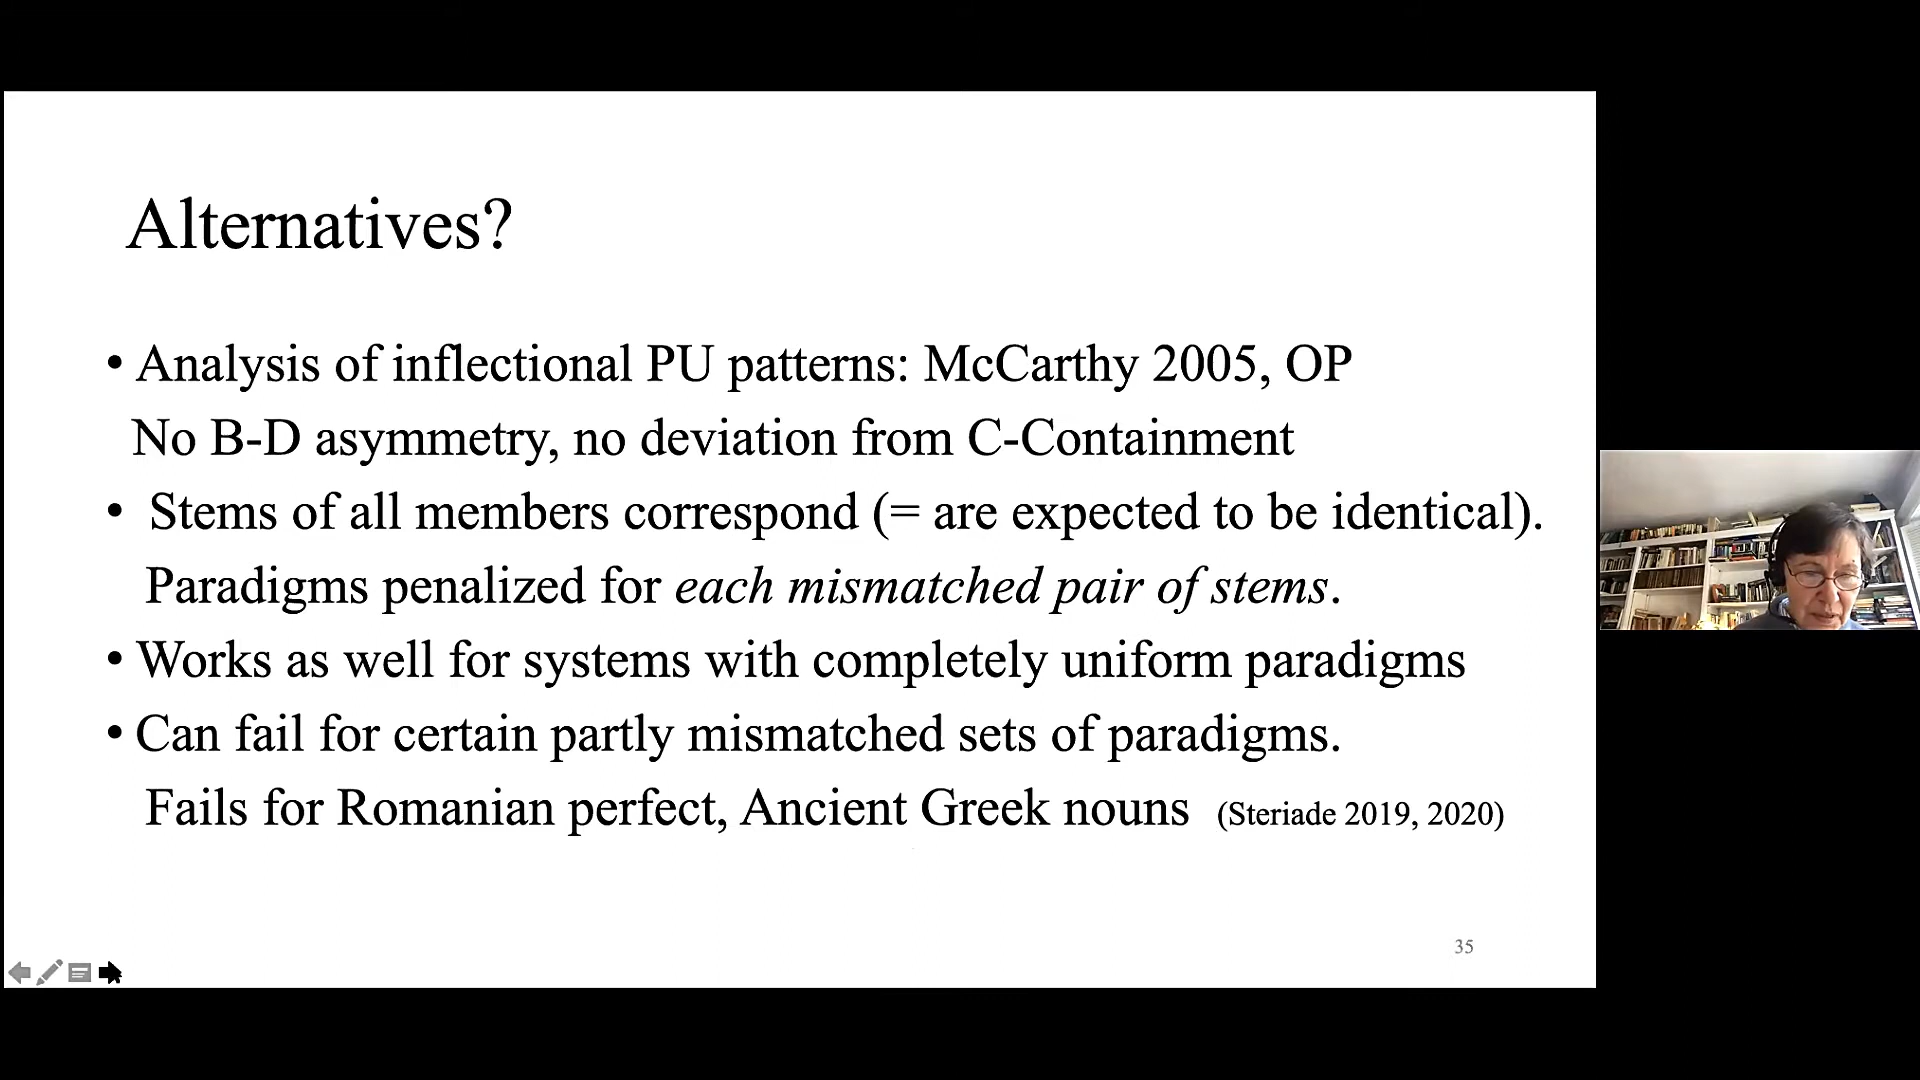 Alternatives?
• Analysis of inflectional PU patterns: McCarthy 2005, OP
No B-D asymmetry, no deviation from C-Containment
• Stems of all members correspond (= are expected to be identical).
Paradigms penalized for each mismatched pair of stems.
• Works as well for systems with completely uniform paradigms
• Can fail for certain partly mismatched sets of paradigms.
Fails for Romanian perfect, Ancient Greek nouns (Steriade 2019, 2020)
35